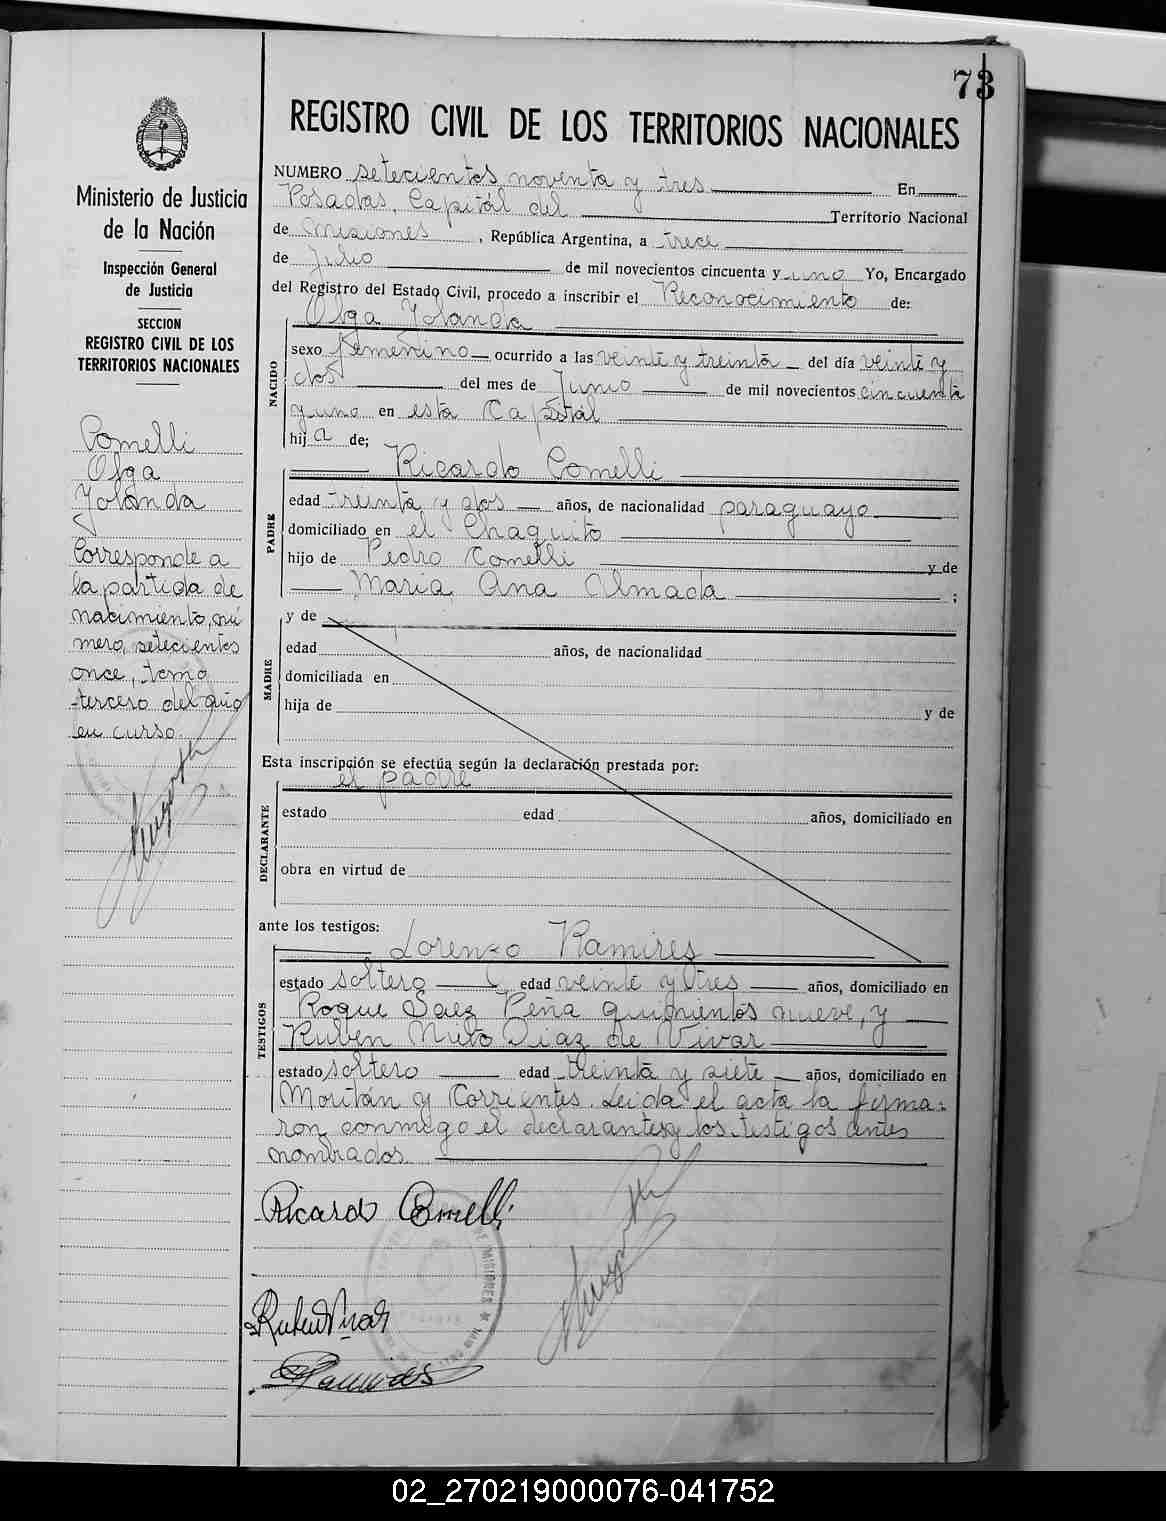 73
REGISTRO CIVIL DE LOS TERRITORIOS NACIONALES
Ministerio de Justicia
de la Nación
Inspección General
de Justicia
SECCION
REGISTRO CIVIL DE LOS
TERRITORIOS NACIONALES
Comelli
Olga
Yolanda
Corresponde a
la partida de
nacimiento, nú
mero, setecientos
once, tomo
tercero del año
en curso.
NUMERO setecientos noventa y tres En
Posadas, Capitál del Territorio Nacional
de Misiones, República Argentina, a trece
de Julio de mil novecientos cincuenta y uno Yo, Encargado
del Registro del Estado Civil, procedo a inscribir el Reconocimiento de:
Olga Yolanda
NACIDO
sexo femenino ocurrido a las veinte y treinta del día veinte y
dos del mes de Junio de mil novecientos cincuenta
y uno en esta Capitál
hija de;
Ricardo Comelli
PADRE
edad treinta y dos años, de nacionalidad paraguayo
domiciliado en el Chaquito
hijo de Pedro Comelli y de
Maria Ana Almada ;
y de
MADRE
edad años, de nacionalidad
domiciliada en
hija de y de
Esta inscripción se efectúa según la declaración prestada por:
el padre
DECLARANTE
estado edad años, domiciliado en
obra en virtud de
ante los testigos:
Lorenzo Ramires
TESTIGOS
estado soltero edad veinte y tres años, domiciliado en
Roque Saez Peña quinientos nueve, y
Ruben Nieto Diaz de Vivar
estado soltero edad treinta y siete años, domiciliado en
Moritán y Corrientes. Leida el acta la firma-
ron conmigo el declarante y los testigos antes
nombrados.
Ricardo Comelli
MISIONES
02_270219000076-041752